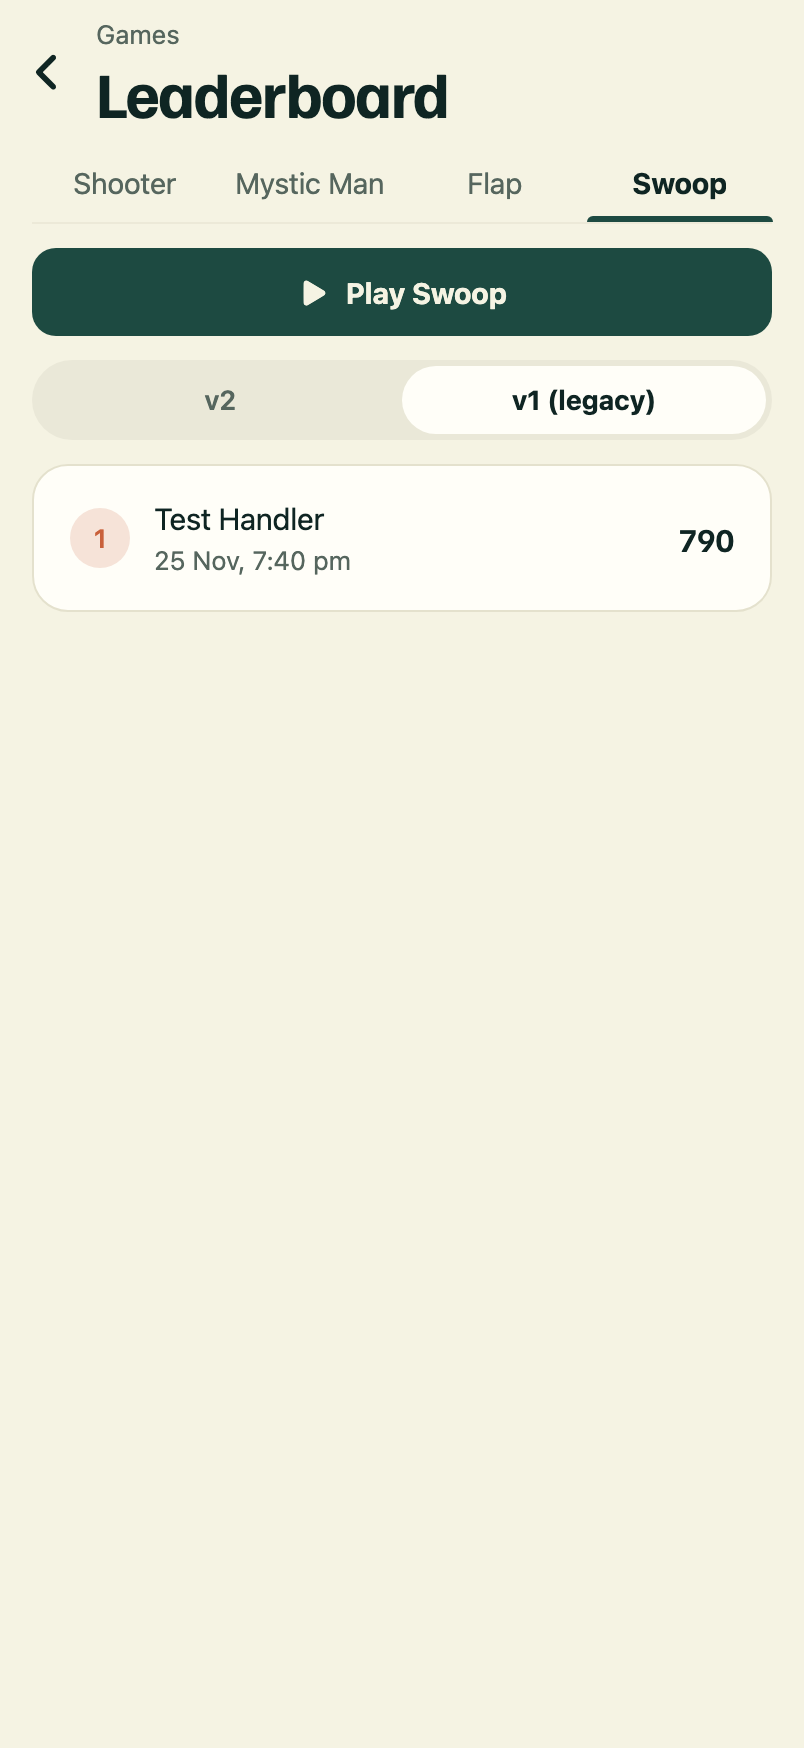 Games
Leaderboard
Shooter Mystic Man Flap Swoop
Play Swoop
v2 v1 (legacy)
1 Test Handler 790
25 Nov, 7:40 pm